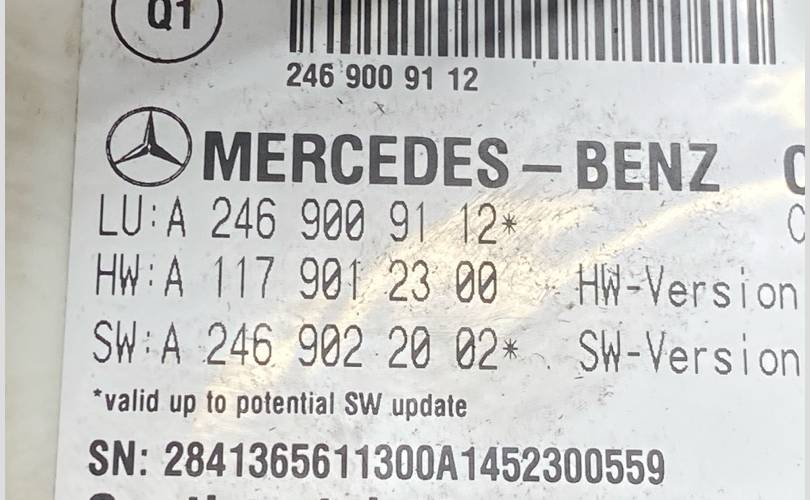 Q1
246 900 91 12
MERCEDES – BENZ
LU:A 246 900 91 12*
HW:A 117 901 23 00 HW-Version
SW:A 246 902 20 02* SW-Version
*valid up to potential SW update
SN: 2841365611300A1452300559